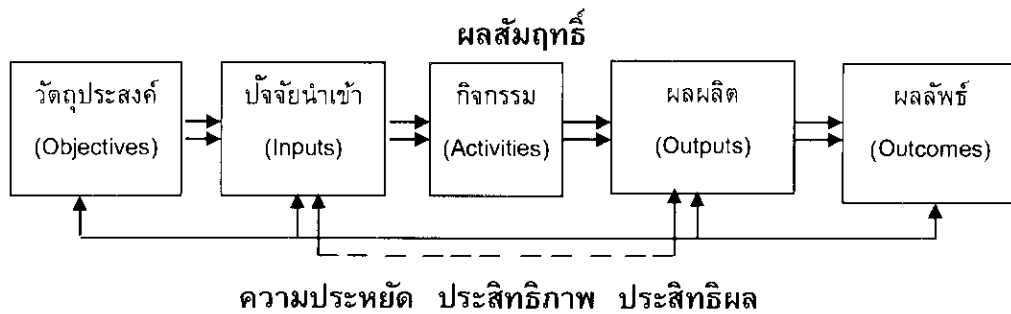 ผลสัมฤทธิ์
วัตถุประสงค์
(Objectives)
ปัจจัยนำเข้า
(Inputs)
กิจกรรม
(Activities)
ผลผลิต
(Outputs)
ผลลัพธ์
(Outcomes)
ความประหยัด ประสิทธิภาพ ประสิทธิผล